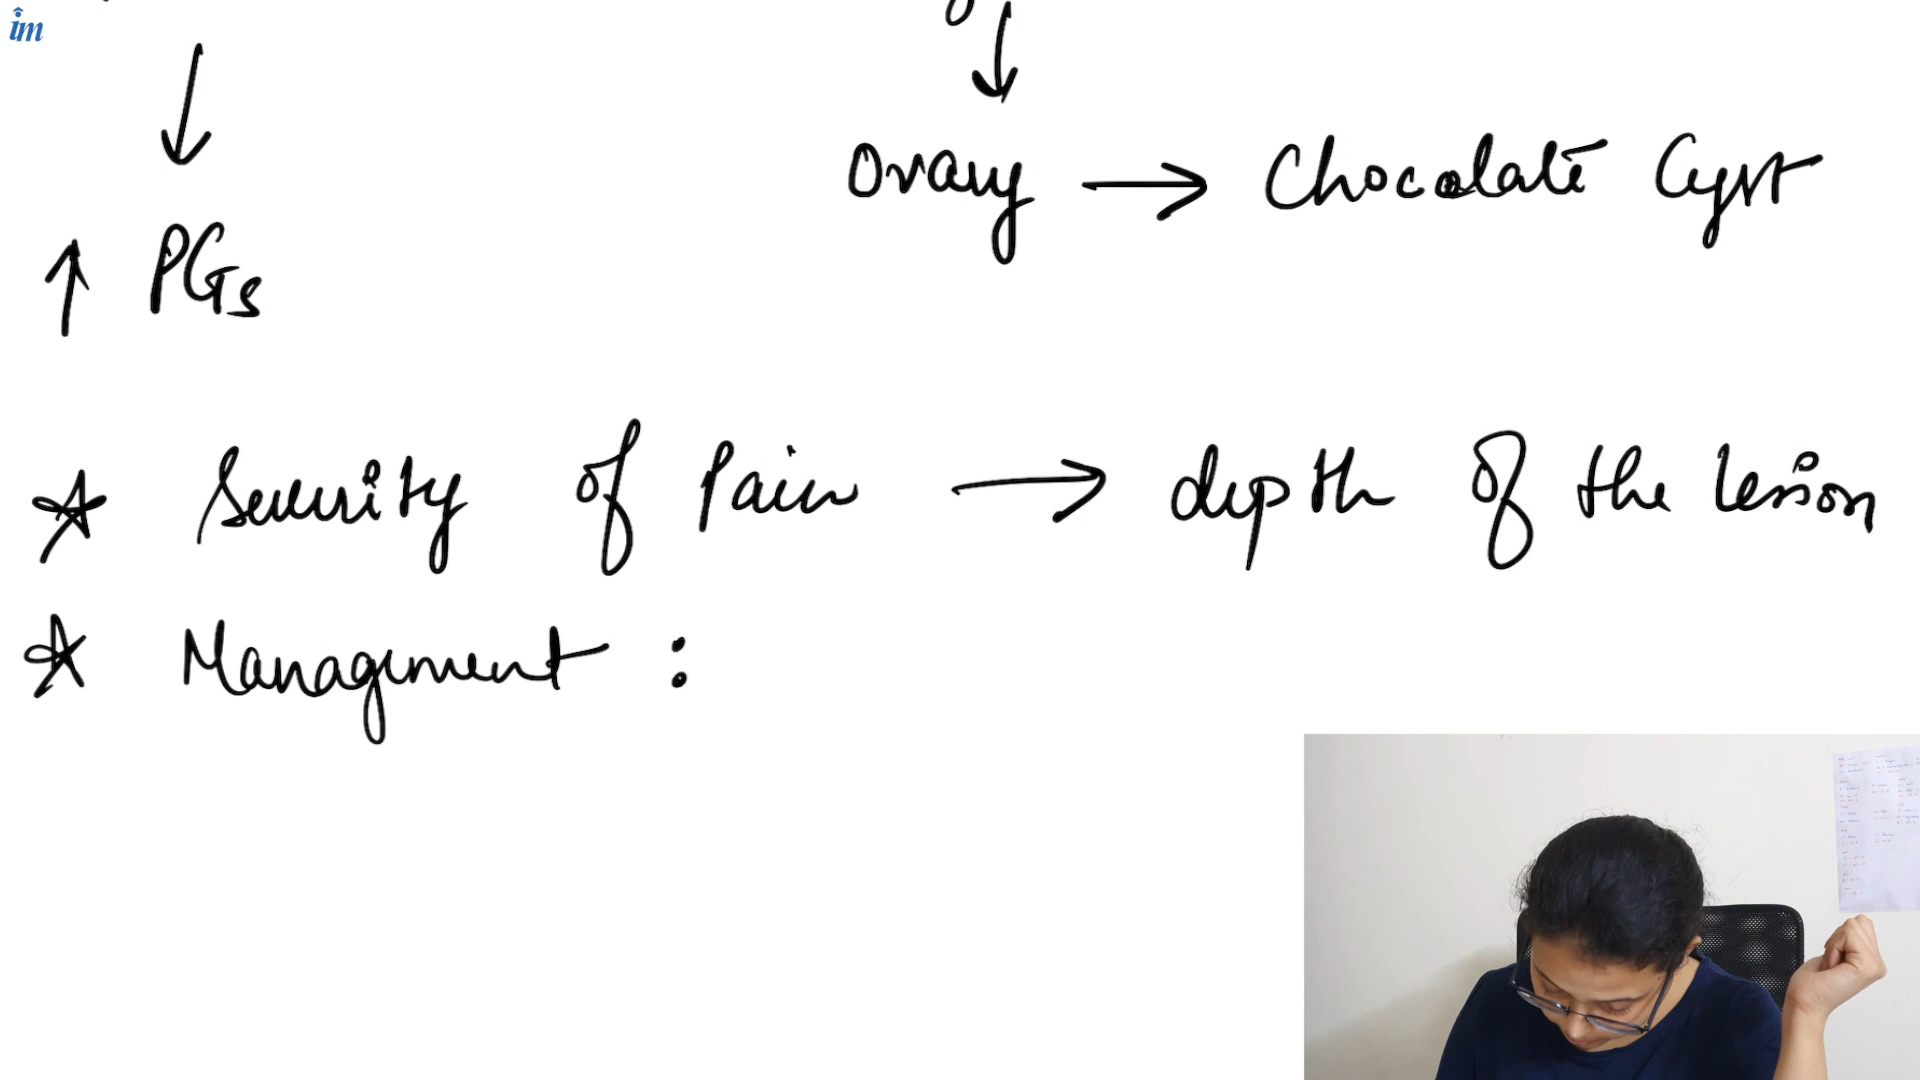 im
Ovary → Chocolate Cyst
↑ PGs
☆ Severity of Pain → depth of the lesion
☆ Management :